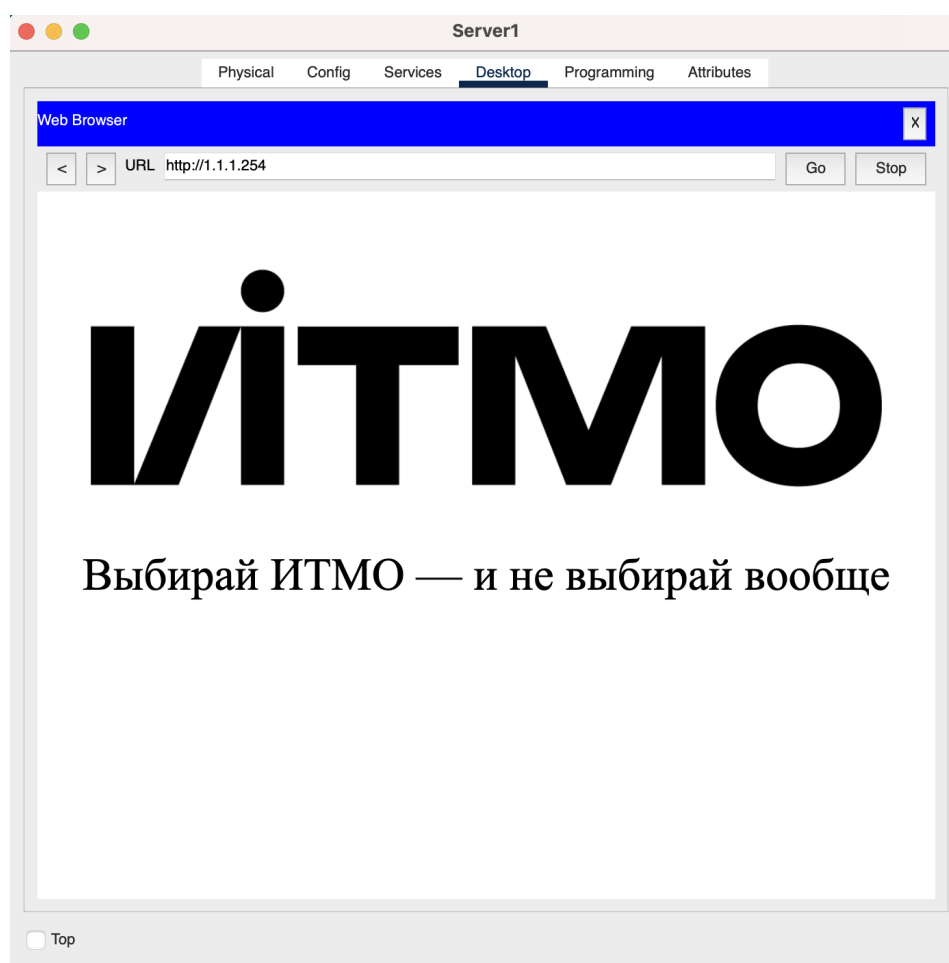 Server1
Physical Config Services Desktop Programming Attributes
Web Browser
X
< > URL http://1.1.1.254 Go Stop
ИТМО
Выбирай ИТМО — и не выбирай вообще
Top